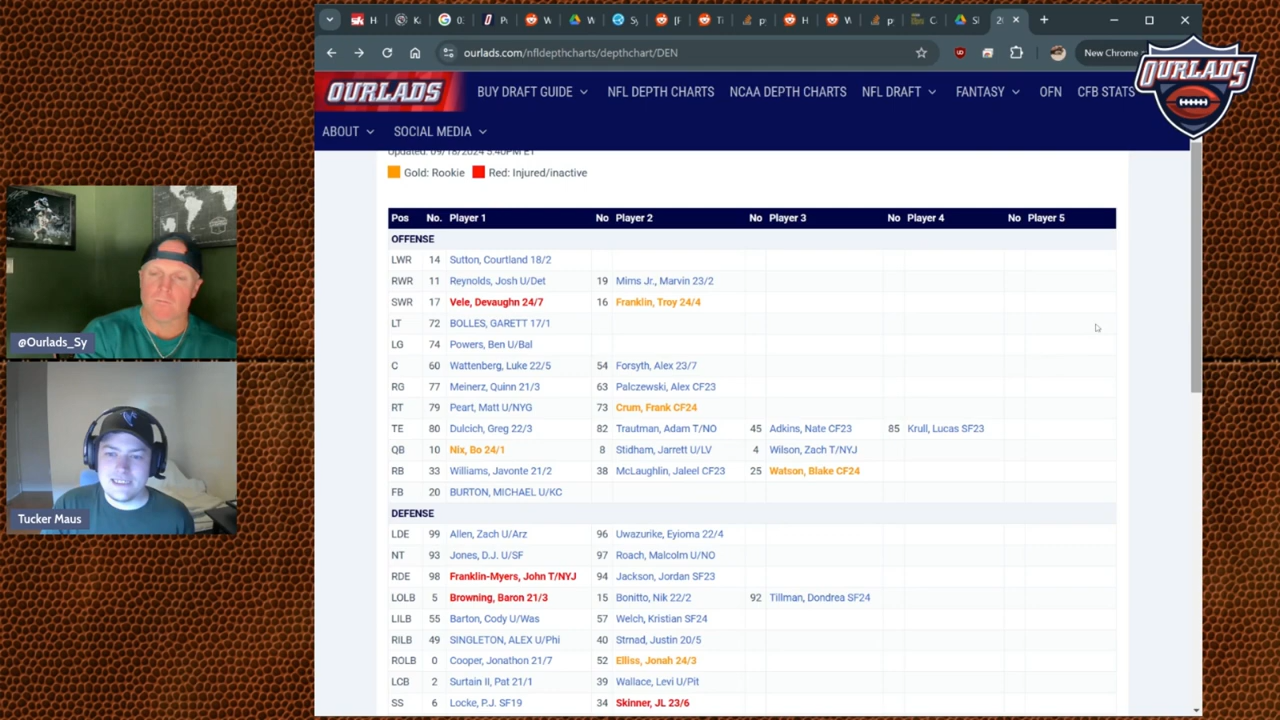 ourlads.com/nfldepthcharts/depthchart/DEN
New Chrome
OURLADS
OURLADS
BUY DRAFT GUIDE
NFL DEPTH CHARTS
NCAA DEPTH CHARTS
NFL DRAFT
FANTASY
OFN
CFB STATS
ABOUT
SOCIAL MEDIA
Updated: 09/18/2024 5:40PM ET
Gold: Rookie Red: Injured/inactive
Pos No. Player 1 No Player 2 No Player 3 No Player 4 No Player 5
OFFENSE
LWR 14 Sutton, Courtland 18/2
RWR 11 Reynolds, Josh U/Det 19 Mims Jr., Marvin 23/2
SWR 17 Vele, Devaughn 24/7 16 Franklin, Troy 24/4
LT 72 BOLLES, GARETT 17/1
LG 74 Powers, Ben U/Bal
C 60 Wattenberg, Luke 22/5 54 Forsyth, Alex 23/7
RG 77 Meinerz, Quinn 21/3 63 Palczewski, Alex CF23
RT 79 Peart, Matt U/NYG 73 Crum, Frank CF24
TE 80 Dulcich, Greg 22/3 82 Trautman, Adam T/NO 45 Adkins, Nate CF23 85 Krull, Lucas SF23
QB 10 Nix, Bo 24/1 8 Stidham, Jarrett U/LV 4 Wilson, Zach T/NYJ
RB 33 Williams, Javonte 21/2 38 McLaughlin, Jaleel CF23 25 Watson, Blake CF24
FB 20 BURTON, MICHAEL U/KC
DEFENSE
LDE 99 Allen, Zach U/Arz 96 Uwazurike, Eyioma 22/4
NT 93 Jones, D.J. U/SF 97 Roach, Malcolm U/NO
RDE 98 Franklin-Myers, John T/NYJ 94 Jackson, Jordan SF23
LOLB 5 Browning, Baron 21/3 15 Bonitto, Nik 22/2 92 Tillman, Dondrea SF24
LILB 55 Barton, Cody U/Was 57 Welch, Kristian SF24
RILB 49 SINGLETON, ALEX U/Phi 40 Strnad, Justin 20/5
ROLB 0 Cooper, Jonathon 21/7 52 Elliss, Jonah 24/3
LCB 2 Surtain II, Pat 21/1 39 Wallace, Levi U/Pit
SS 6 Locke, P.J. SF19 34 Skinner, JL 23/6
@Ourlads_Sy
Tucker Maus